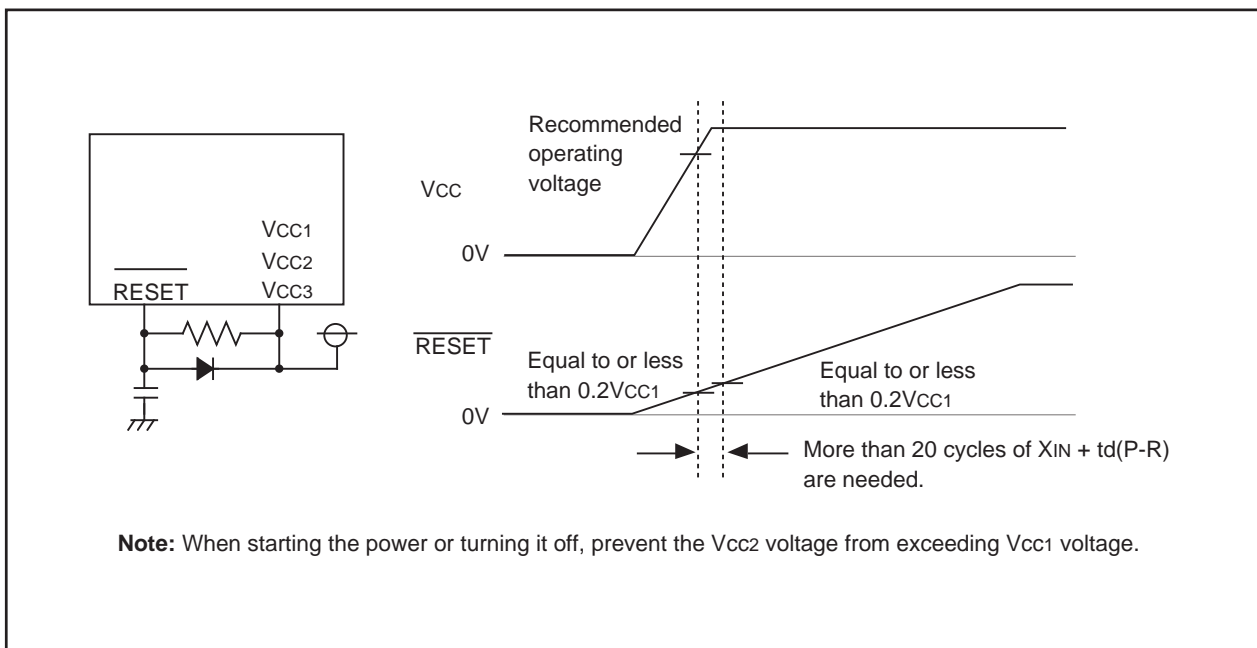 VCC1
VCC2
RESET VCC3
Recommended
operating
voltage
VCC
0V
RESET
Equal to or less
than 0.2VCC1
0V
Equal to or less
than 0.2VCC1
More than 20 cycles of XIN + td(P-R)
are needed.
Note: When starting the power or turning it off, prevent the Vcc2 voltage from exceeding Vcc1 voltage.